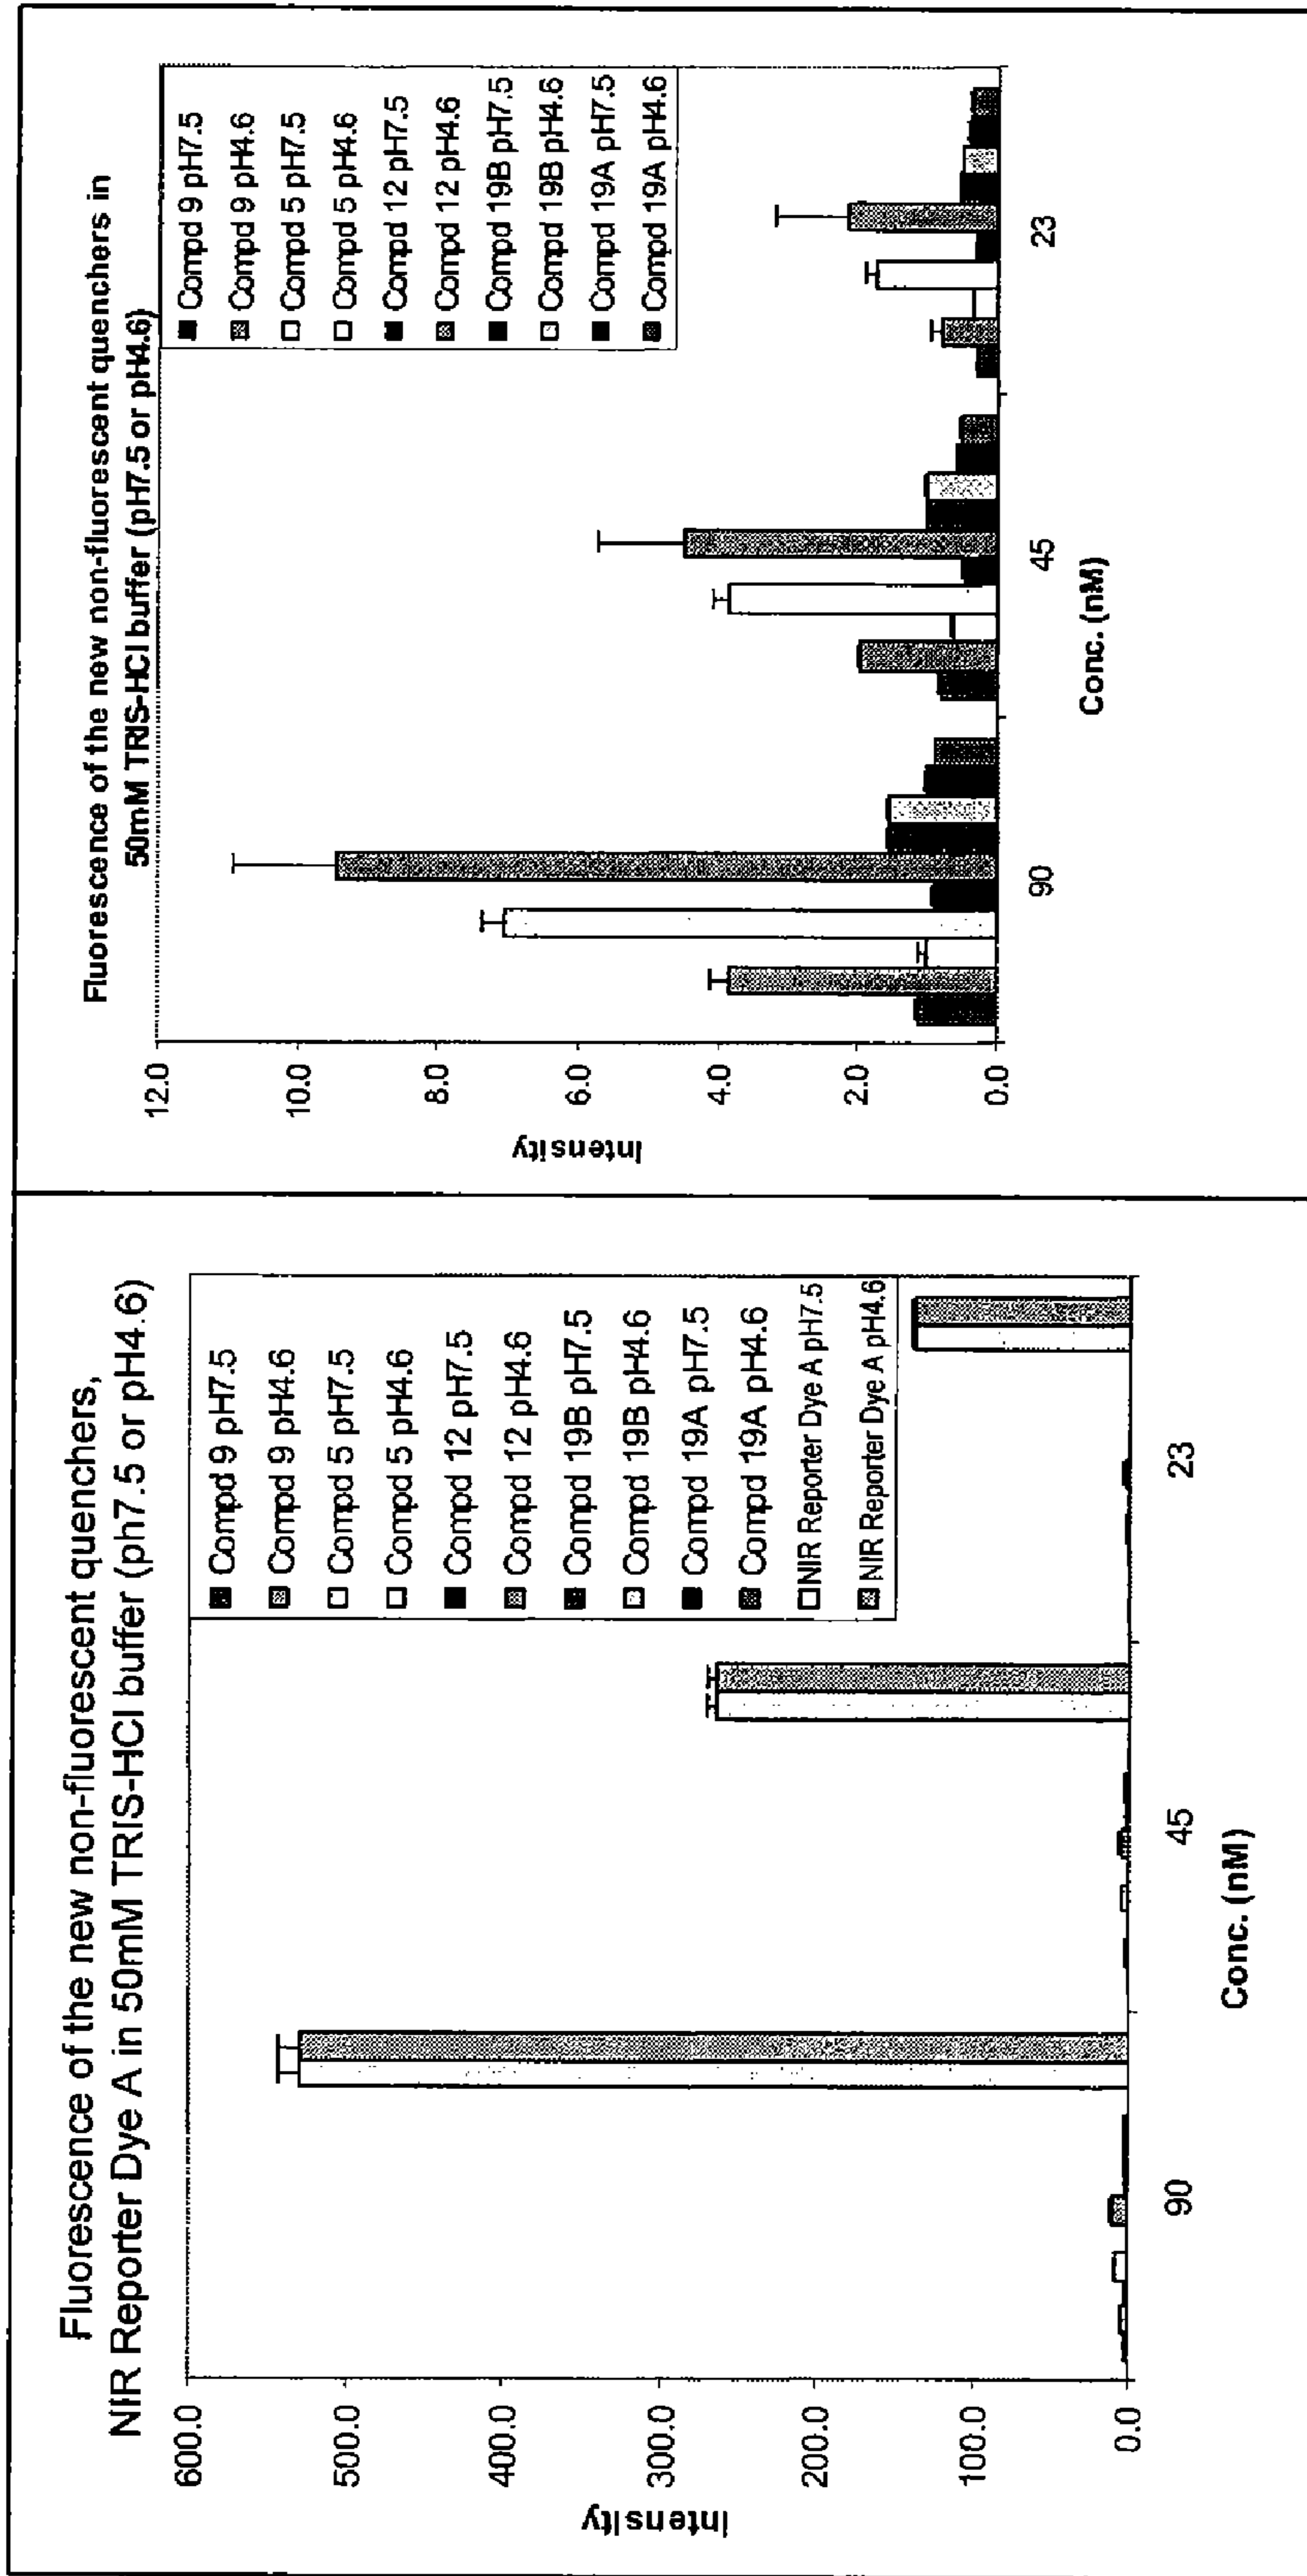 Fluorescence of the new non-fluorescent quenchers,
NIR Reporter Dye A in 50mM TRIS-HCl buffer (ph7.5 or pH4.6)
600.0
500.0
400.0
300.0
200.0
100.0
0.0
Intensity
Compd 9 pH7.5
Compd 9 pH4.6
Compd 5 pH7.5
Compd 5 pH4.6
Compd 12 pH7.5
Compd 12 pH4.6
Compd 19B pH7.5
Compd 19B pH4.6
Compd 19A pH7.5
Compd 19A pH4.6
NIR Reporter Dye A pH7.5
NIR Reporter Dye A pH4.6
90
45
23
Conc. (nM)
Fluorescence of the new non-fluorescent quenchers in
50mM TRIS-HCl buffer (pH7.5 or pH4.6)
12.0
10.0
8.0
6.0
4.0
2.0
0.0
Intensity
Compd 9 pH7.5
Compd 9 pH4.6
Compd 5 pH7.5
Compd 5 pH4.6
Compd 12 pH7.5
Compd 12 pH4.6
Compd 19B pH7.5
Compd 19B pH4.6
Compd 19A pH7.5
Compd 19A pH4.6
90
45
23
Conc. (nM)